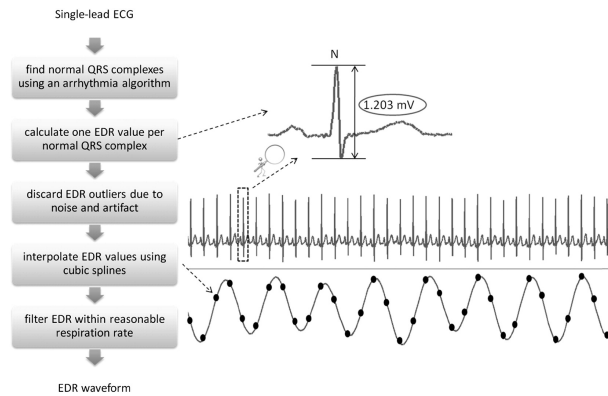 Single-lead ECG
find normal QRS complexes
using an arrhythmia algorithm
calculate one EDR value per
normal QRS complex
discard EDR outliers due to
noise and artifact
interpolate EDR values using
cubic splines
filter EDR within reasonable
respiration rate
EDR waveform
N
1.203 mV